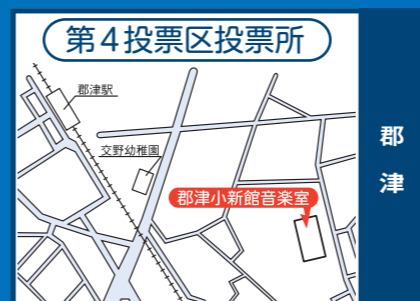 第4投票区投票所
郡津駅
交野幼稚園
郡津小新館音楽室
郡津